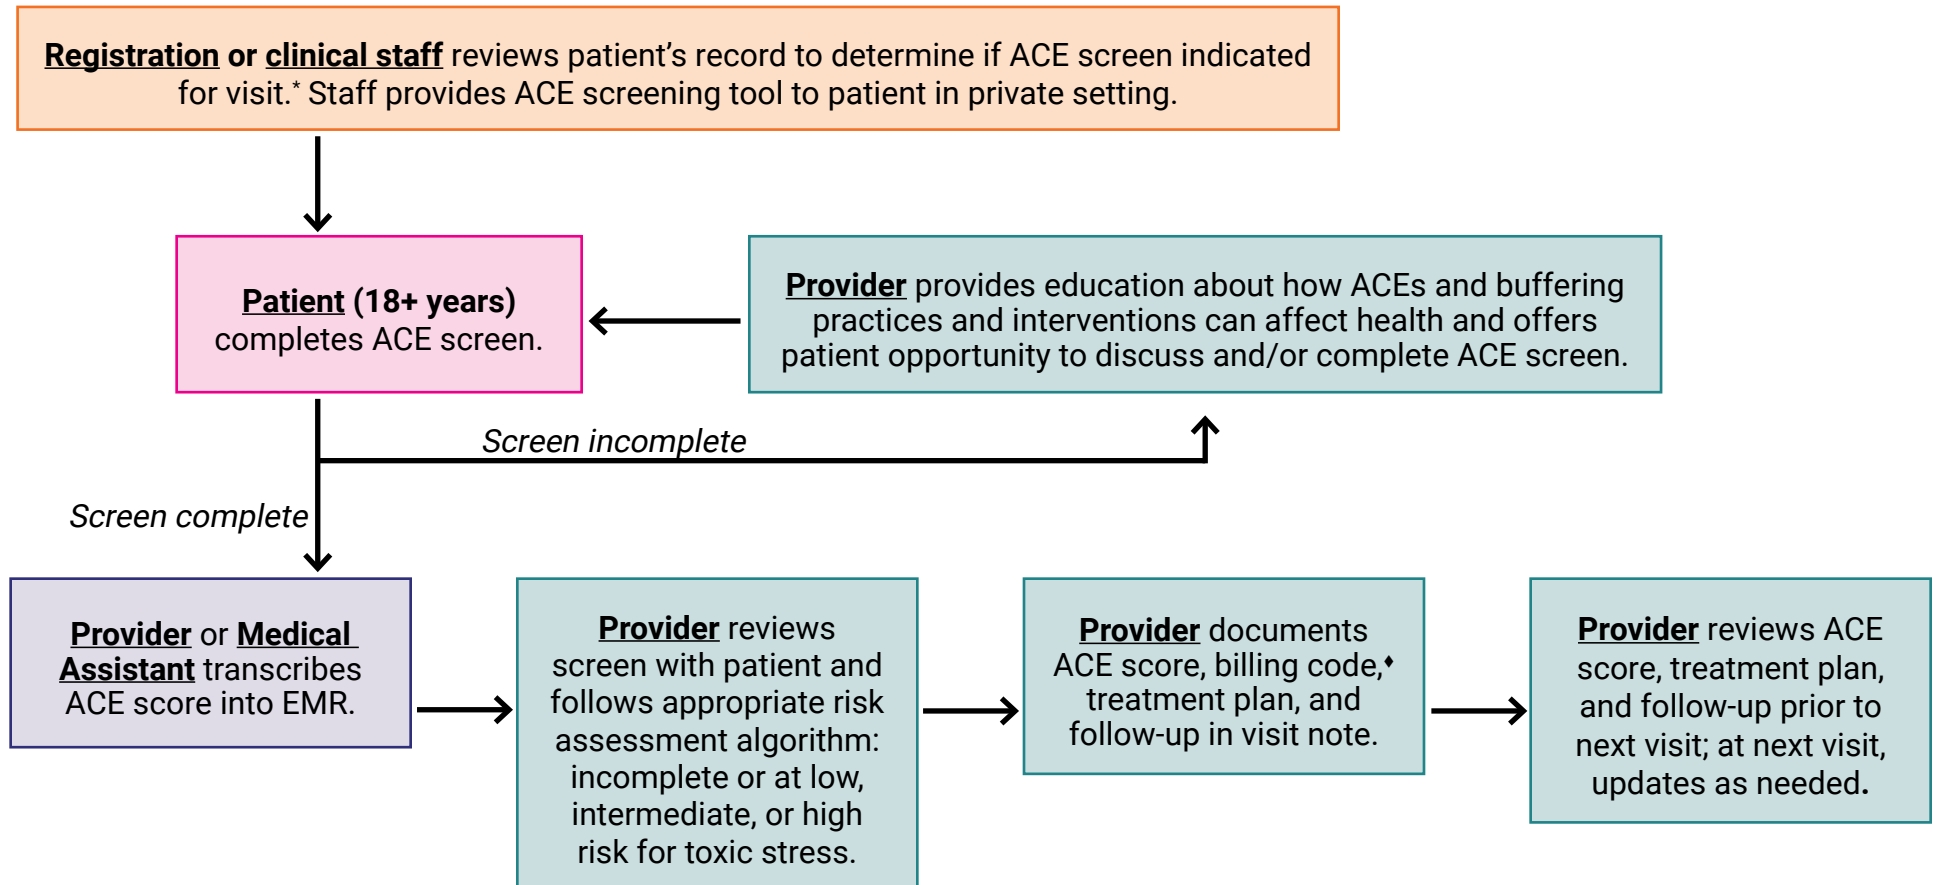 Registration or clinical staff reviews patient's record to determine if ACE screen indicated
for visit.* Staff provides ACE screening tool to patient in private setting.
Patient (18+ years)
completes ACE screen.
Provider provides education about how ACEs and buffering
practices and interventions can affect health and offers
patient opportunity to discuss and/or complete ACE screen.
Screen incomplete
Screen complete
Provider or Medical
Assistant transcribes
ACE score into EMR.
Provider reviews
screen with patient and
follows appropriate risk
assessment algorithm:
incomplete or at low,
intermediate, or high
risk for toxic stress.
Provider documents
ACE score, billing code,♦
treatment plan, and
follow-up in visit note.
Provider reviews ACE
score, treatment plan,
and follow-up prior to
next visit; at next visit,
updates as needed.